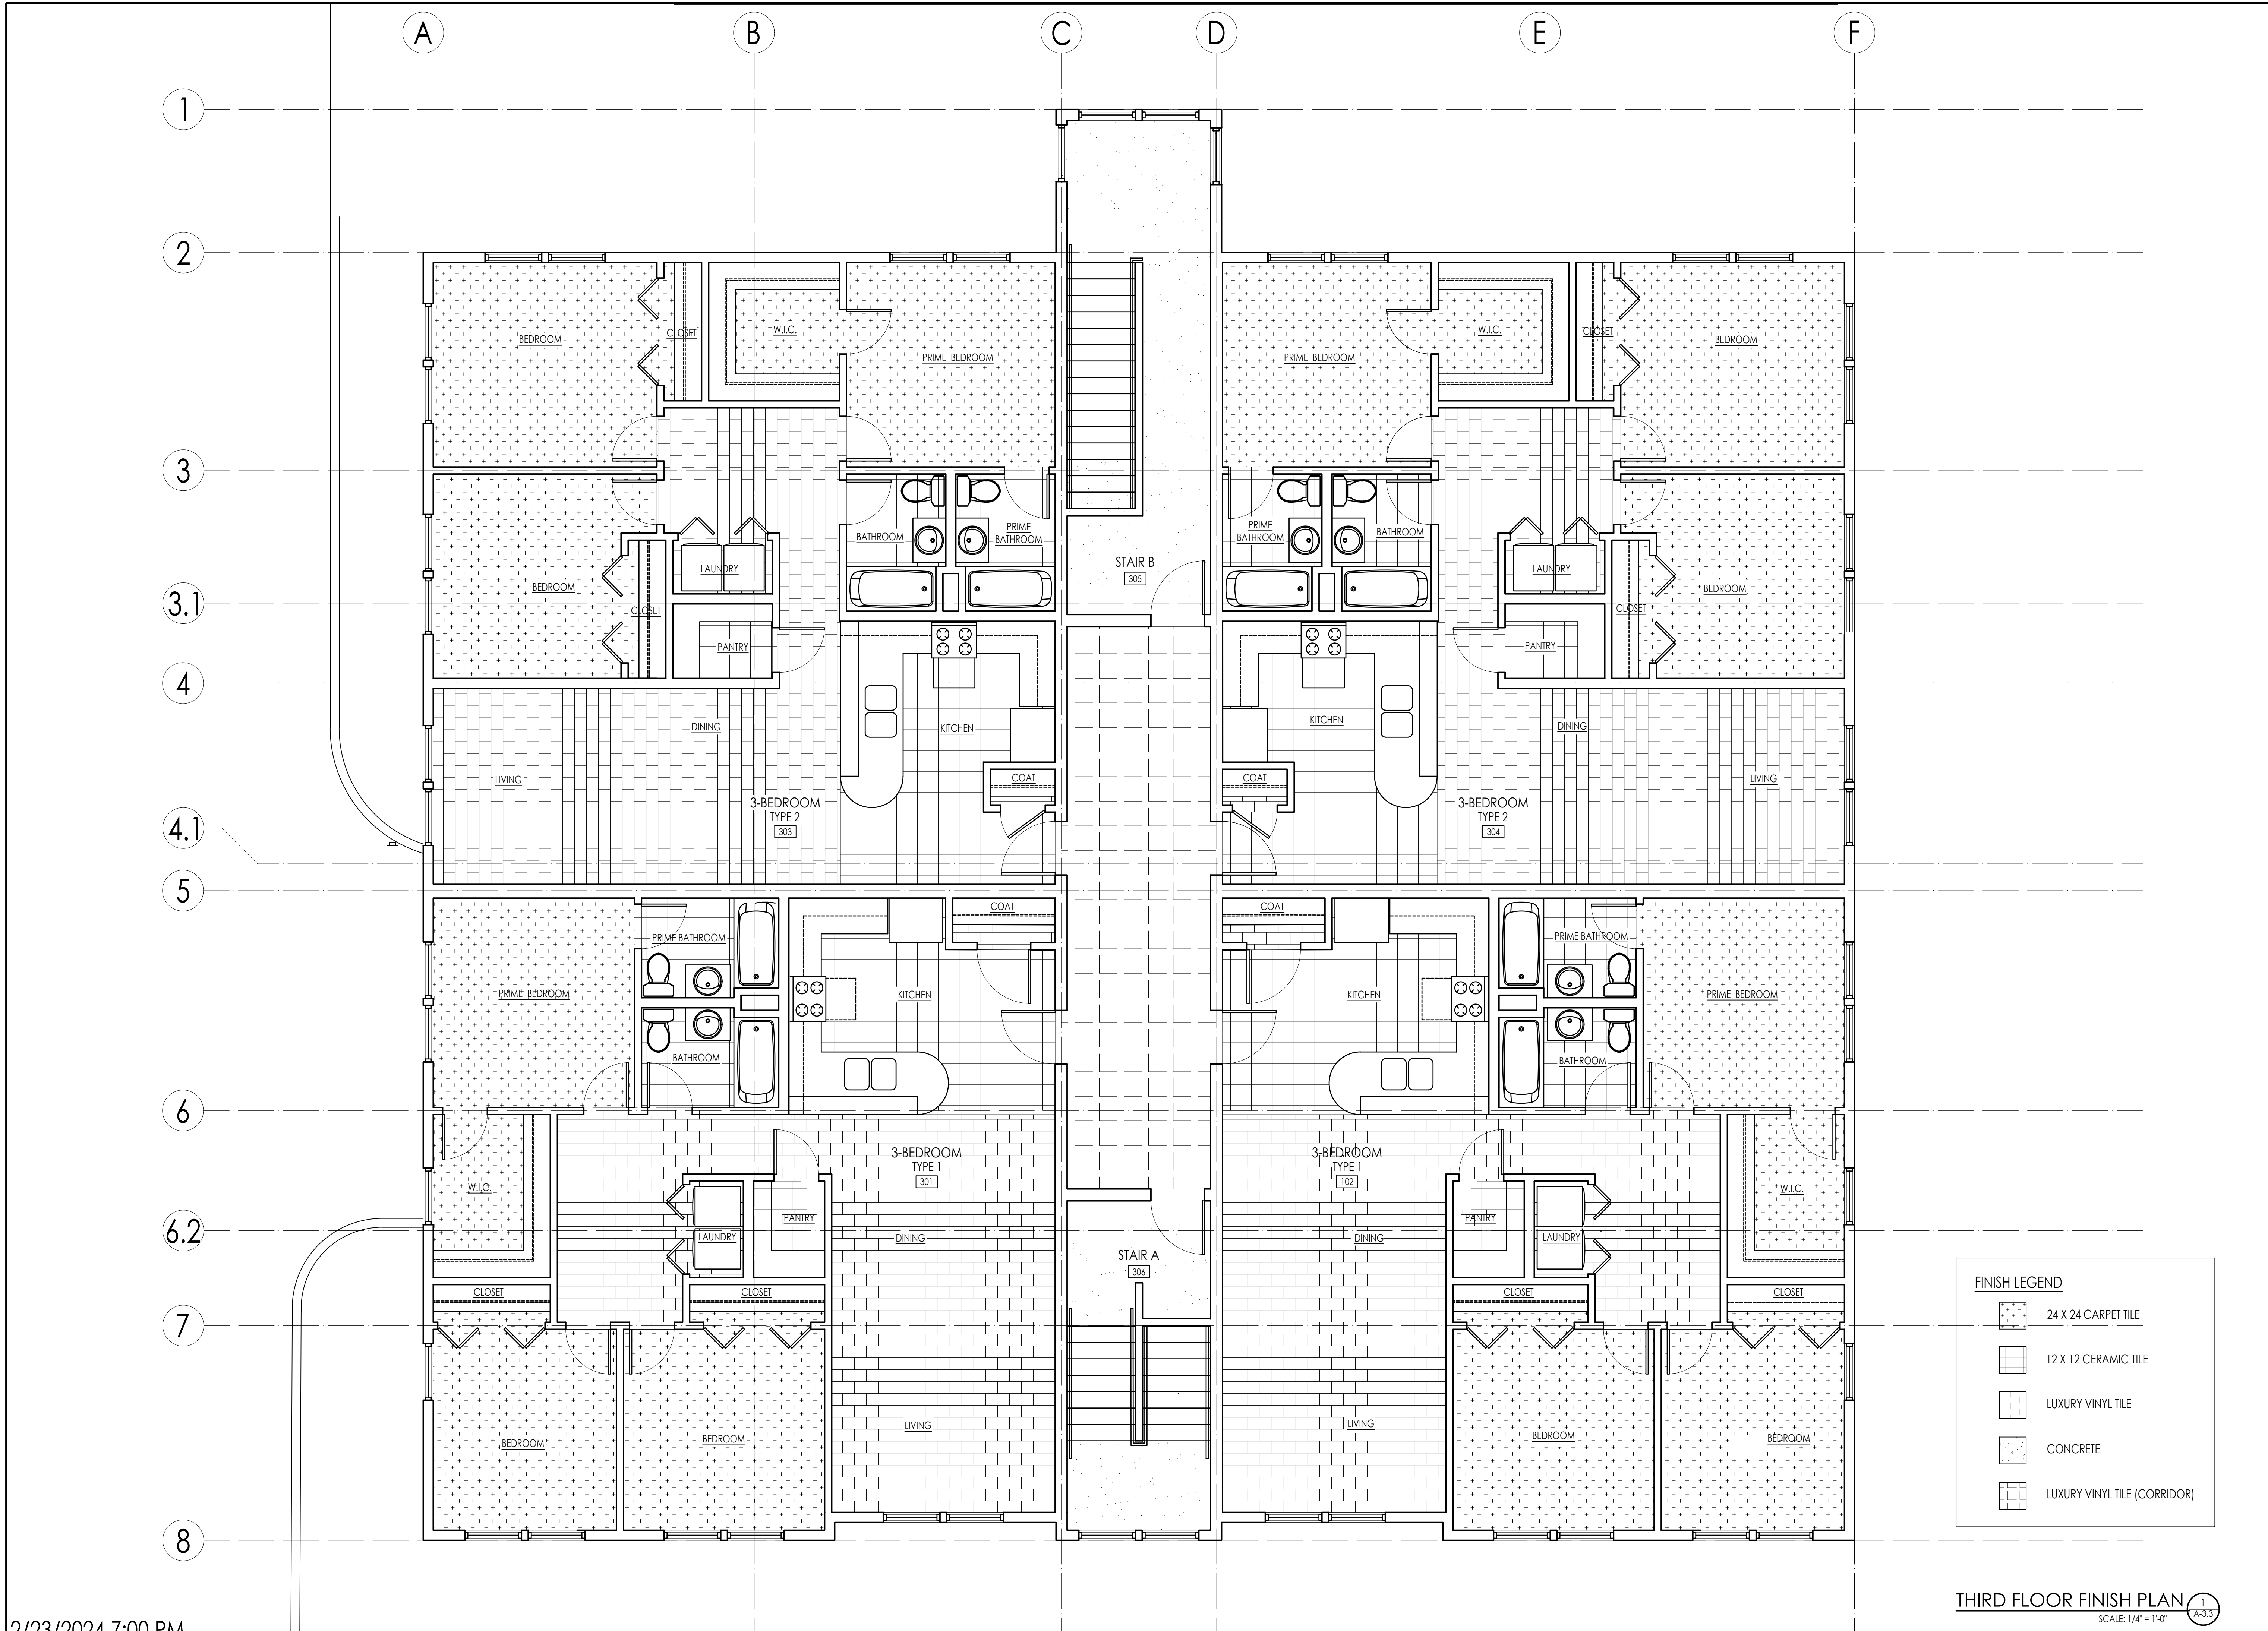 A
B
C
D
E
F
1
2
3
3.1
4
4.1
5
6
6.2
7
8
BEDROOM
CLOSET
W.I.C.
PRIME BEDROOM
PRIME BEDROOM
W.I.C.
CLOSET
BEDROOM
BATHROOM
PRIME
BATHROOM
STAIR B
305
PRIME
BATHROOM
BATHROOM
BEDROOM
LAUNDRY
CLOSET
PANTRY
LAUNDRY
BEDROOM
CLOSET
PANTRY
DINING
KITCHEN
LIVING
COAT
3-BEDROOM
TYPE 2
303
KITCHEN
DINING
COAT
LIVING
3-BEDROOM
TYPE 2
304
PRIME BATHROOM
COAT
COAT
PRIME BATHROOM
PRIME BEDROOM
KITCHEN
KITCHEN
PRIME BEDROOM
BATHROOM
BATHROOM
3-BEDROOM
TYPE 1
301
3-BEDROOM
TYPE 1
102
W.I.C.
PANTRY
LAUNDRY
DINING
STAIR A
306
DINING
PANTRY
LAUNDRY
W.I.C.
CLOSET
CLOSET
CLOSET
CLOSET
BEDROOM
BEDROOM
LIVING
LIVING
BEDROOM
BEDROOM
FINISH LEGEND
24 X 24 CARPET TILE
12 X 12 CERAMIC TILE
LUXURY VINYL TILE
CONCRETE
LUXURY VINYL TILE (CORRIDOR)
THIRD FLOOR FINISH PLAN
1
A-3.3
SCALE: 1/4" = 1'-0"
2/23/2024 7:00 PM